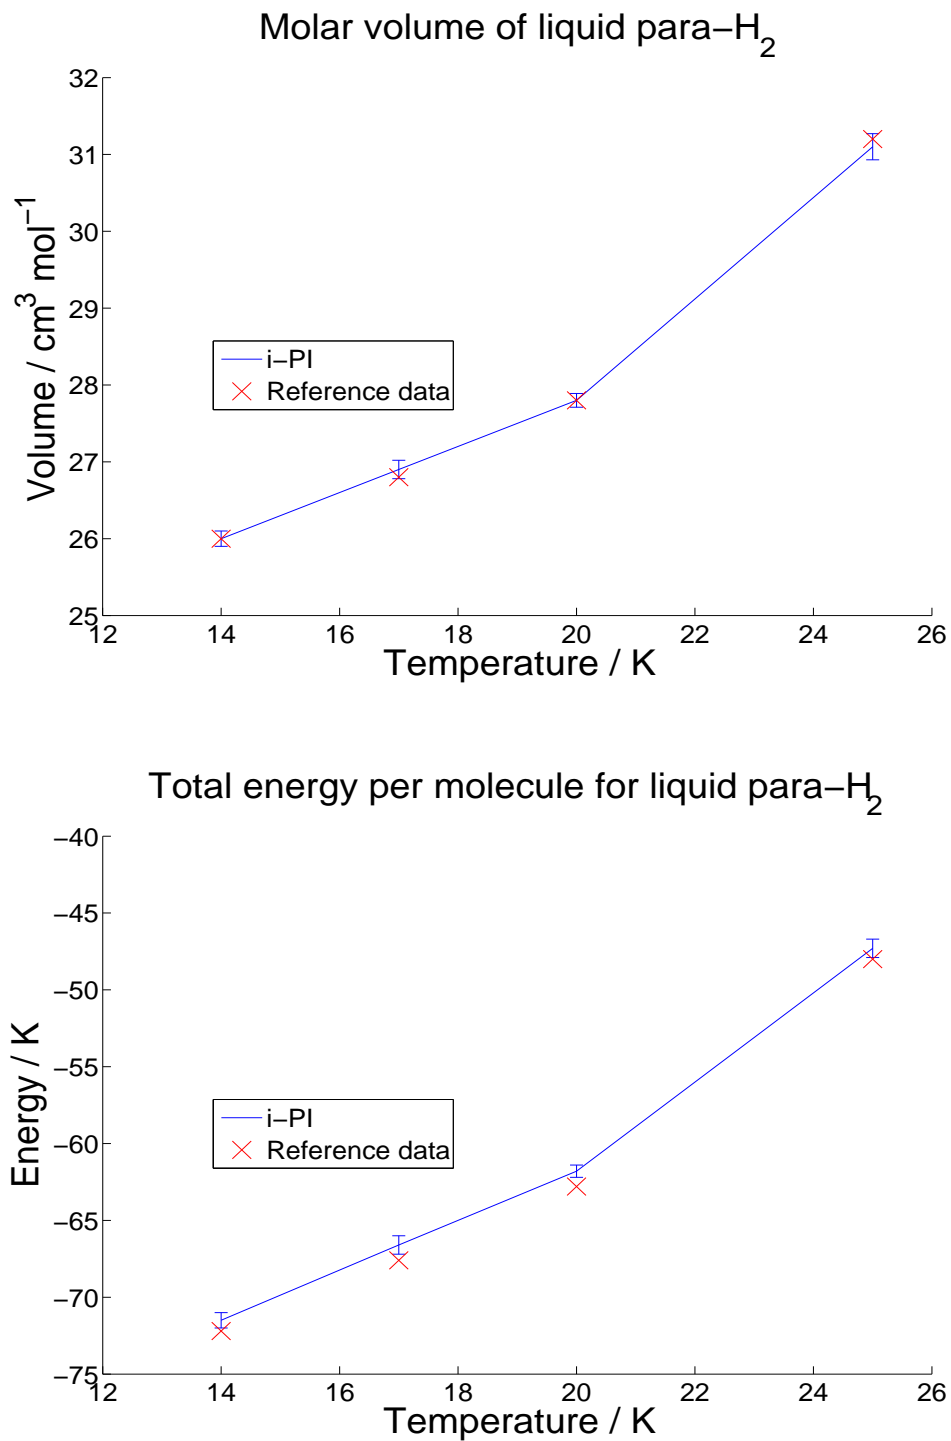 Molar volume of liquid para−H2
32
31
30
29
28
27
26
25
Volume / cm3 mol−1
i−PI
Reference data
12 14 16 18 20 22 24 26
Temperature / K
Total energy per molecule for liquid para−H2
−40
−45
−50
−55
−60
−65
−70
−75
Energy / K
i−PI
Reference data
12 14 16 18 20 22 24 26
Temperature / K